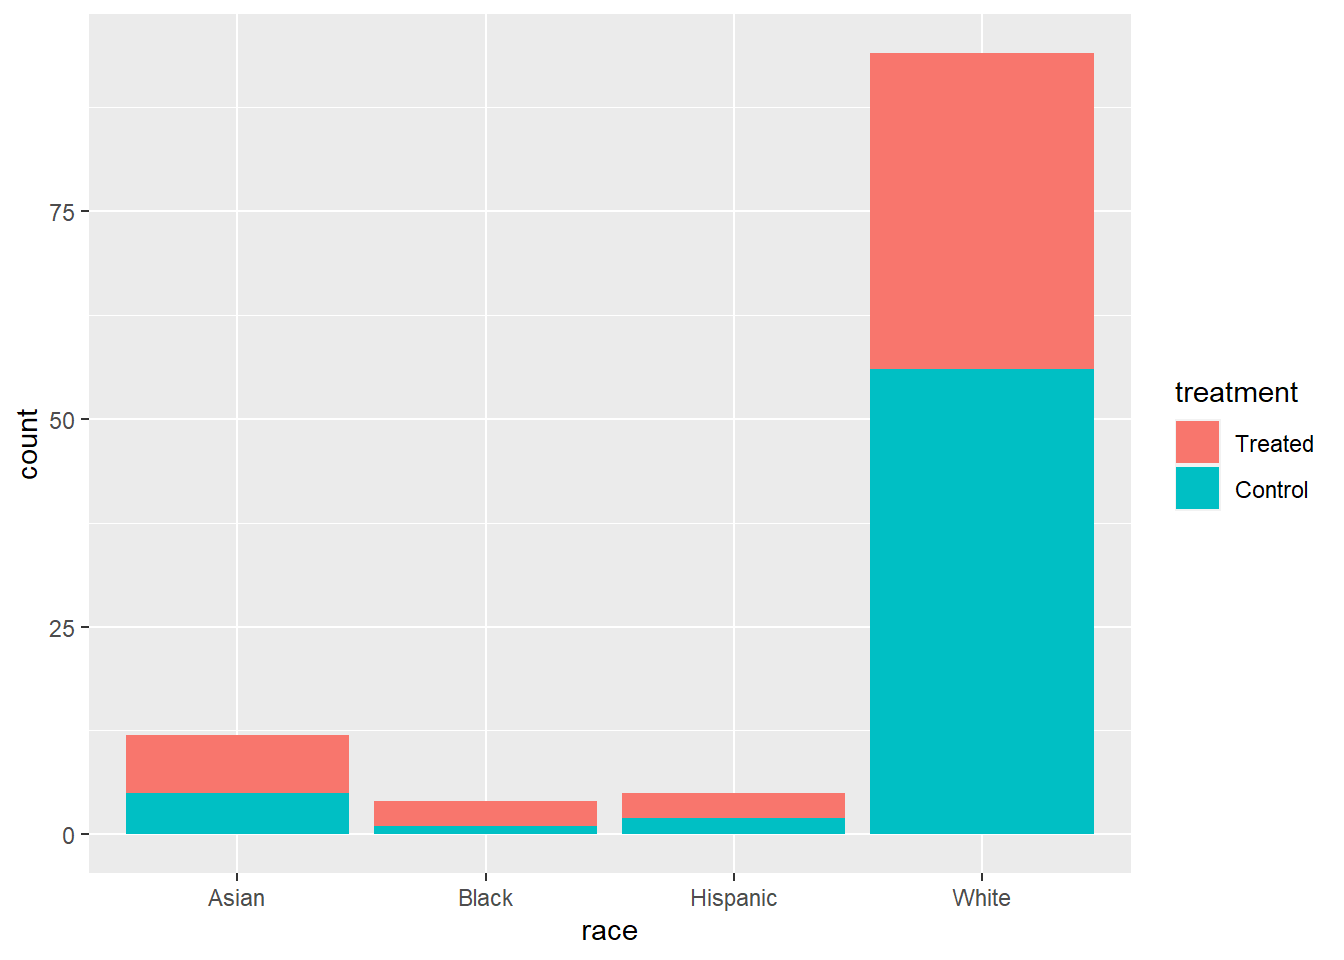 count
75
50
25
0
Asian
Black
Hispanic
White
race
treatment
Treated
Control